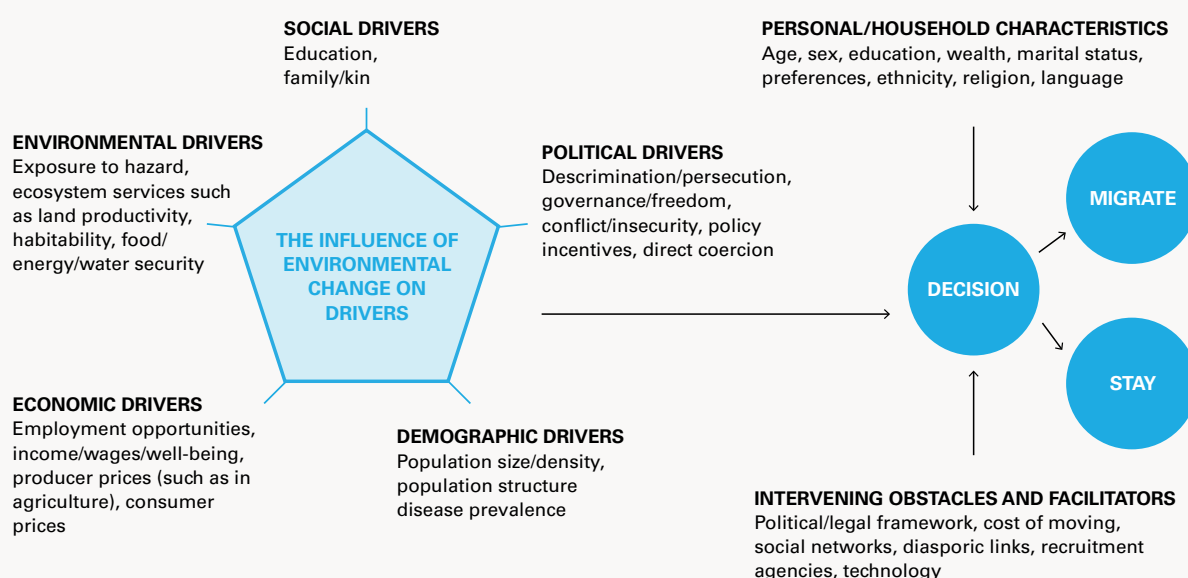 SOCIAL DRIVERS
Education,
family/kin
ENVIRONMENTAL DRIVERS
Exposure to hazard,
ecosystem services such
as land productivity,
habitability, food/
energy/water security
THE INFLUENCE OF
ENVIRONMENTAL
CHANGE ON
DRIVERS
POLITICAL DRIVERS
Descrimination/persecution,
governance/freedom,
conflict/insecurity, policy
incentives, direct coercion
ECONOMIC DRIVERS
Employment opportunities,
income/wages/well-being,
producer prices (such as in
agriculture), consumer
prices
DEMOGRAPHIC DRIVERS
Population size/density,
population structure
disease prevalence
PERSONAL/HOUSEHOLD CHARACTERISTICS
Age, sex, education, wealth, marital status,
preferences, ethnicity, religion, language
DECISION
MIGRATE
STAY
INTERVENING OBSTACLES AND FACILITATORS
Political/legal framework, cost of moving,
social networks, diasporic links, recruitment
agencies, technology